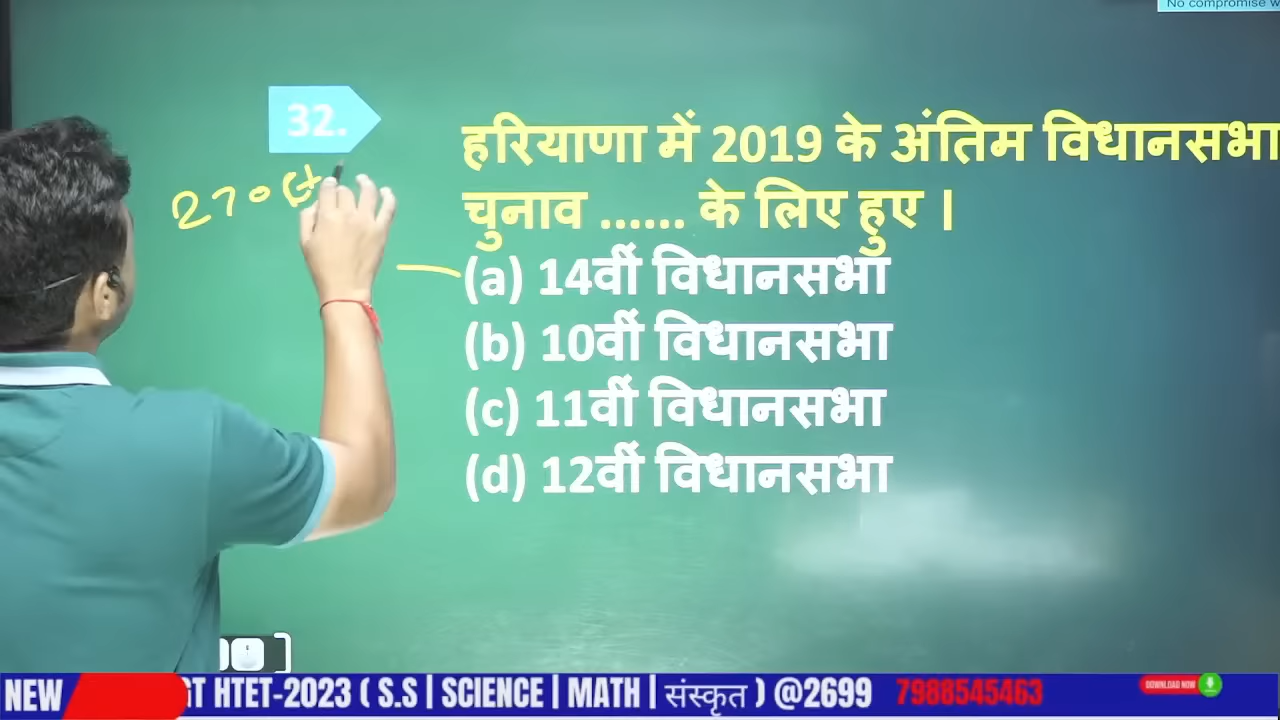 No compromise w
32.
हरियाणा में 2019 के अंतिम विधानसभा
चुनाव ...... के लिए हुए ।
(a) 14वीं विधानसभा
(b) 10वीं विधानसभा
(c) 11वीं विधानसभा
(d) 12वीं विधानसभा
NEW GT HTET-2023 ( S.S | SCIENCE | MATH | संस्कृत ) @2699 7988545463 DOWNLOAD NOW